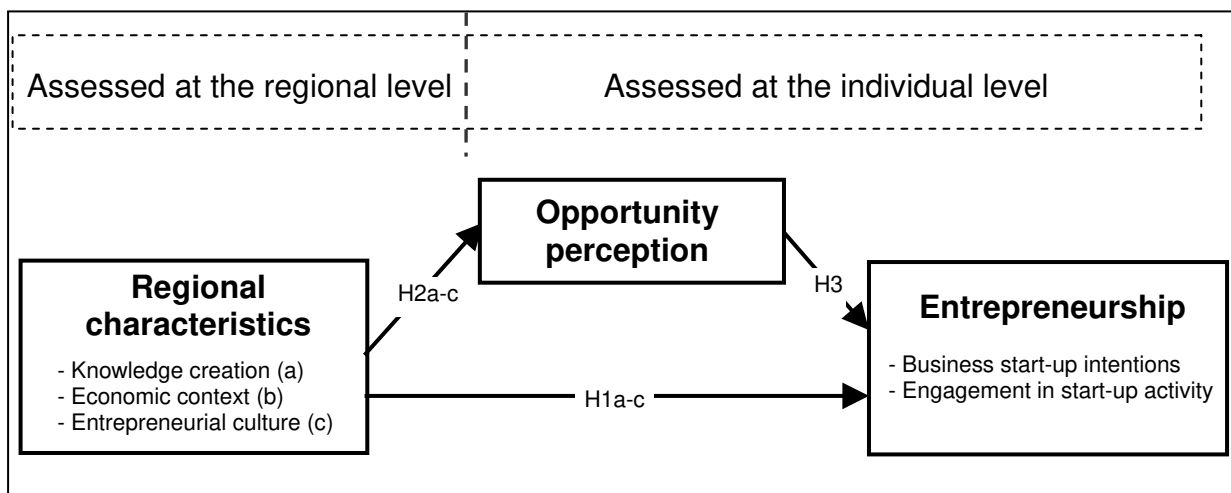 Assessed at the regional level
Assessed at the individual level
Opportunity
perception
H2a-c
H3
Regional
characteristics
- Knowledge creation (a)
- Economic context (b)
- Entrepreneurial culture (c)
H1a-c
Entrepreneurship
- Business start-up intentions
- Engagement in start-up activity